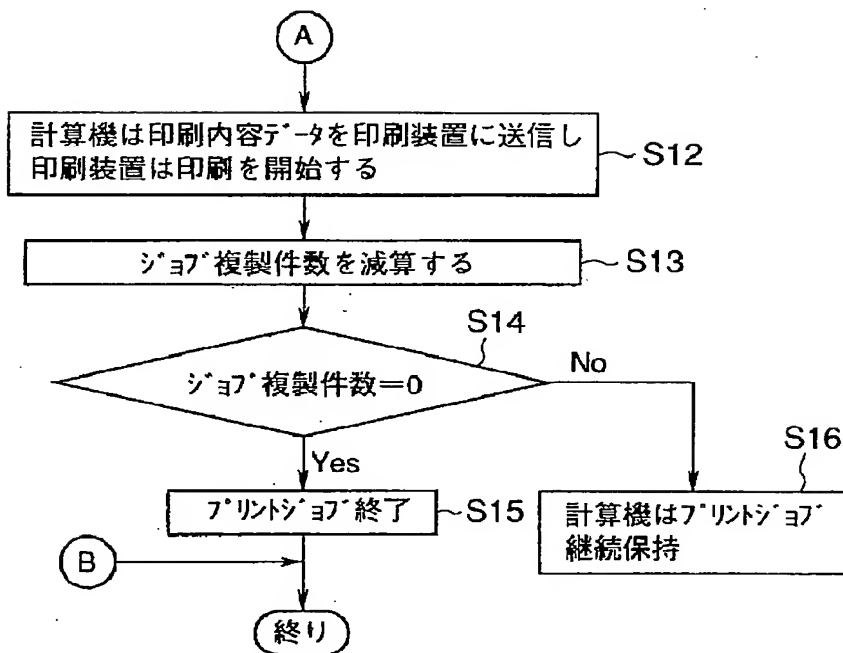 A
計算機は印刷内容ﾃﾞｰﾀを印刷装置に送信し
印刷装置は印刷を開始する
S12
ｼﾞｮﾌﾞ複製件数を減算する
S13
S14
ｼﾞｮﾌﾞ複製件数=0
No
Yes
S16
ﾌﾟﾘﾝﾄｼﾞｮﾌﾞ終了
S15
計算機はﾌﾟﾘﾝﾄｼﾞｮﾌﾞ
継続保持
B
終り